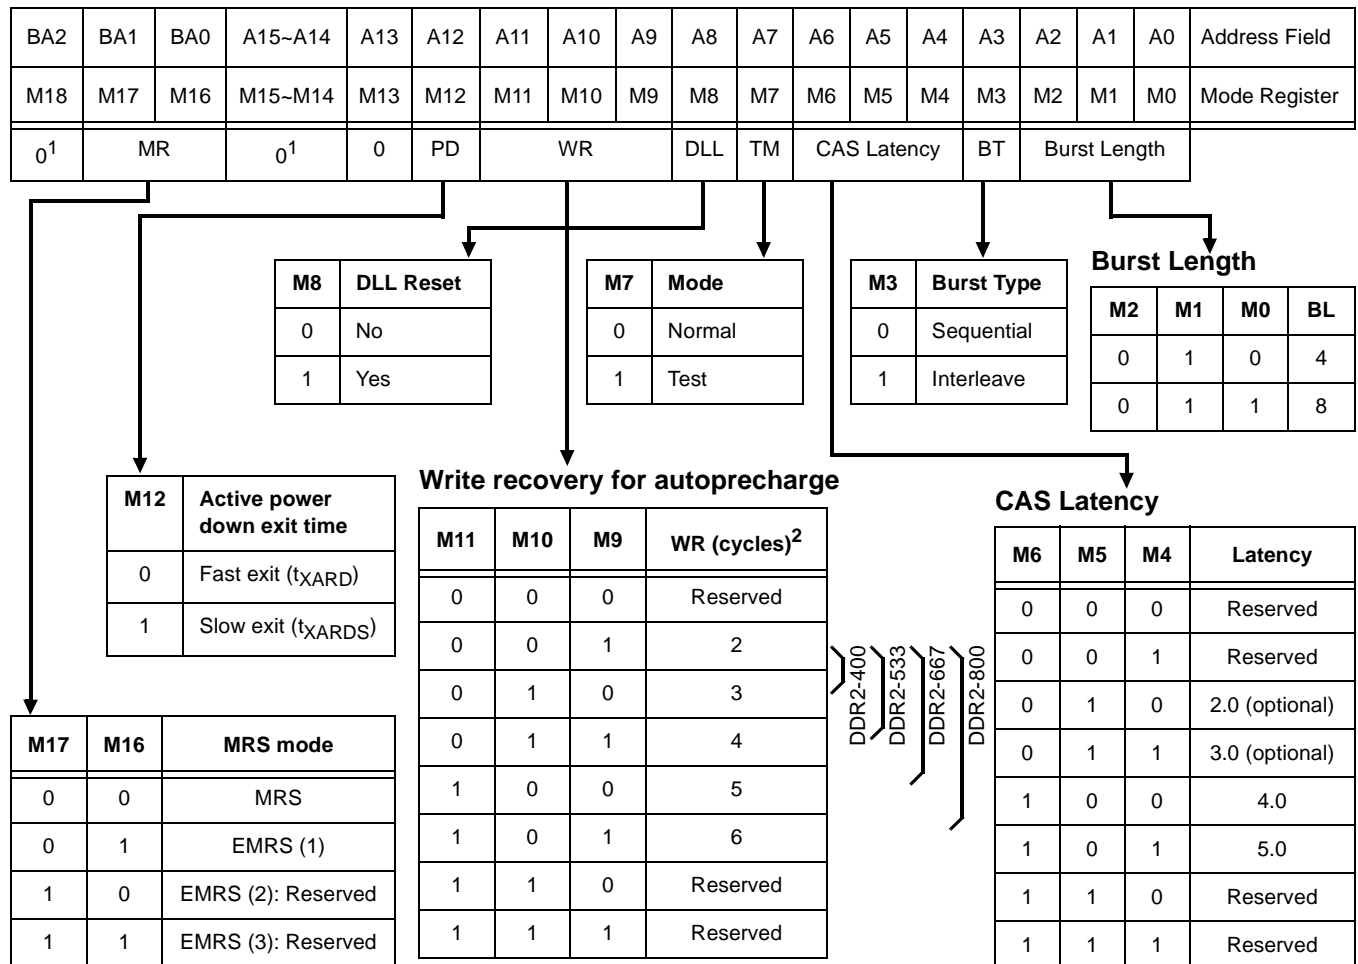 BA2 BA1 BA0 A15~A14 A13 A12 A11 A10 A9 A8 A7 A6 A5 A4 A3 A2 A1 A0 Address Field
M18 M17 M16 M15~M14 M13 M12 M11 M10 M9 M8 M7 M6 M5 M4 M3 M2 M1 M0 Mode Register
0¹ MR 0¹ 0 PD WR DLL TM CAS Latency BT Burst Length
M8 DLL Reset
0 No
1 Yes
M7 Mode
0 Normal
1 Test
M3 Burst Type
0 Sequential
1 Interleave
Burst Length
M2 M1 M0 BL
0 1 0 4
0 1 1 8
M12 Active power
down exit time
0 Fast exit (tXARD)
1 Slow exit (tXARDS)
Write recovery for autoprecharge
M11 M10 M9 WR (cycles)²
0 0 0 Reserved
0 0 1 2
0 1 0 3
0 1 1 4
1 0 0 5
1 0 1 6
1 1 0 Reserved
1 1 1 Reserved
DDR2-400
DDR2-533
DDR2-667
DDR2-800
CAS Latency
M6 M5 M4 Latency
0 0 0 Reserved
0 0 1 Reserved
0 1 0 2.0 (optional)
0 1 1 3.0 (optional)
1 0 0 4.0
1 0 1 5.0
1 1 0 Reserved
1 1 1 Reserved
M17 M16 MRS mode
0 0 MRS
0 1 EMRS (1)
1 0 EMRS (2): Reserved
1 1 EMRS (3): Reserved